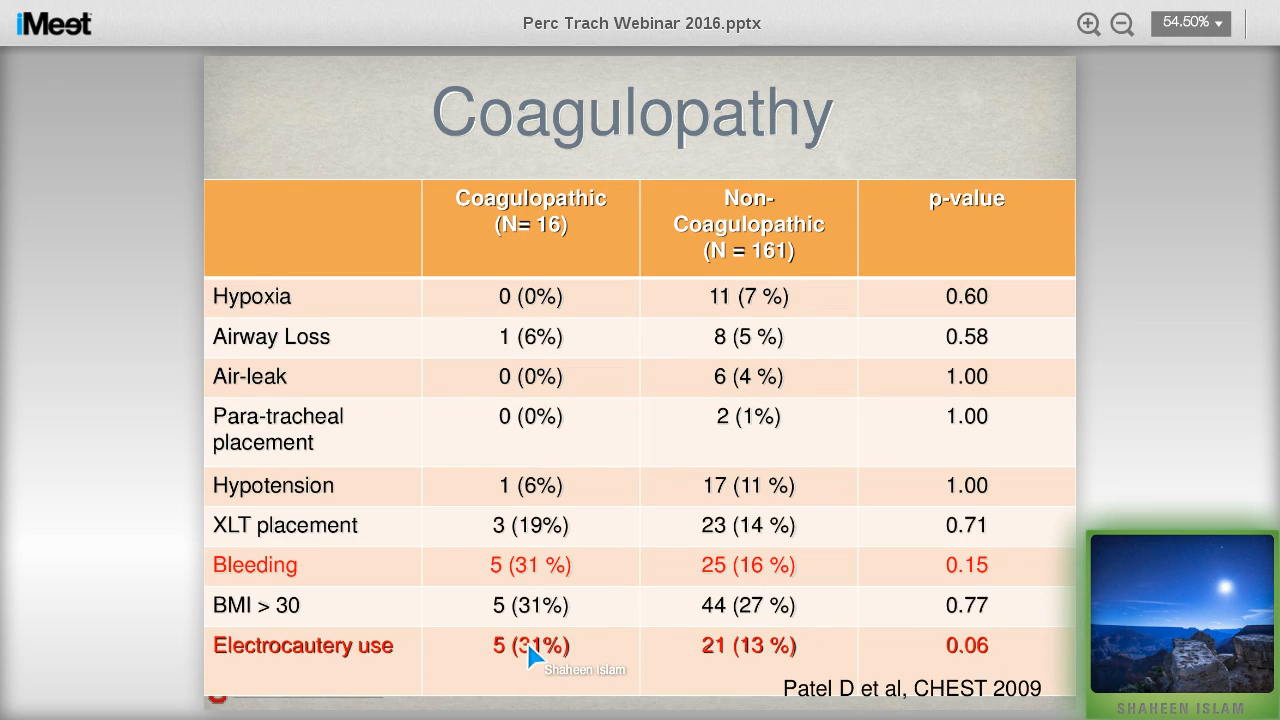 iMeet
Perc Trach Webinar 2016.pptx
54.50%
Coagulopathy
Coagulopathic
(N= 16)
Non-
Coagulopathic
(N = 161)
p-value
Hypoxia 0 (0%) 11 (7 %) 0.60
Airway Loss 1 (6%) 8 (5 %) 0.58
Air-leak 0 (0%) 6 (4 %) 1.00
Para-tracheal 0 (0%) 2 (1%) 1.00
placement
Hypotension 1 (6%) 17 (11 %) 1.00
XLT placement 3 (19%) 23 (14 %) 0.71
Bleeding 5 (31 %) 25 (16 %) 0.15
BMI > 30 5 (31%) 44 (27 %) 0.77
Electrocautery use 5 (31%) 21 (13 %) 0.06
Shaheen Islam
Patel D et al, CHEST 2009
SHAHEEN ISLAM